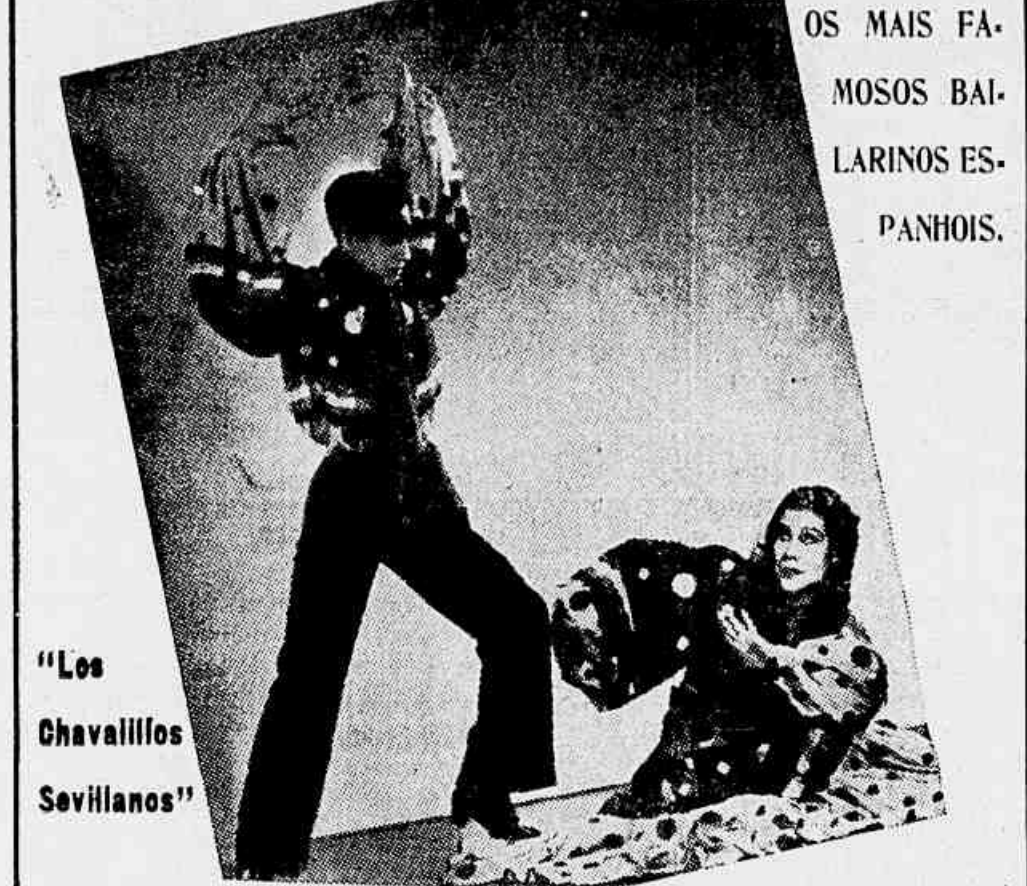 OS MAIS FA-
MOSOS BAI-
LARINOS ES-
PANHOIS.
"Los
Chavalillos
Sevillanos"